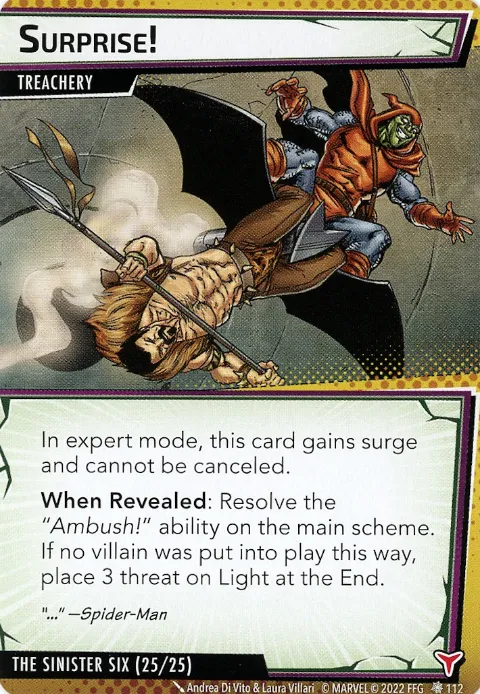 Surprise!
TREACHERY
In expert mode, this card gains surge
and cannot be canceled.
When Revealed: Resolve the
"Ambush!" ability on the main scheme.
If no villain was put into play this way,
place 3 threat on Light at the End.
"..." —Spider-Man
THE SINISTER SIX (25/25)
Andrea Di Vito & Laura Villari © MARVEL © 2022 FFG 112